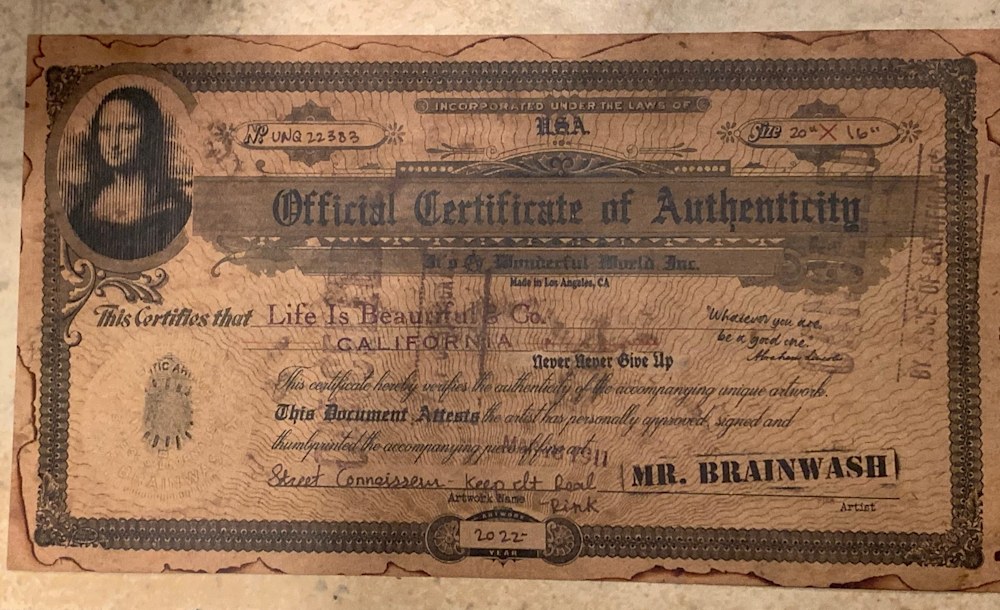 INCORPORATED UNDER THE LAWS OF
U.S.A.
Nº UNQ 22383
Size 20" X 16"
Official Certificate of Authenticity
It's A Wonderful World Inc.
Made in Los Angeles, CA
This Certifies that Life Is Beautiful & Co.
CALIFORNIA
"Whatever you are,
be a good one."
Abraham Lincoln
Never Never Give Up
This certificate hereby verifies the authenticity of the accompanying unique artwork.
This Document Attests the artist has personally approved, signed and
thumbprinted the accompanying piece of fine art.
Street Connoisseur - Keep it Real
- Pink
Artwork Name
MR. BRAINWASH
Artist
ARTWORK
2022
YEAR